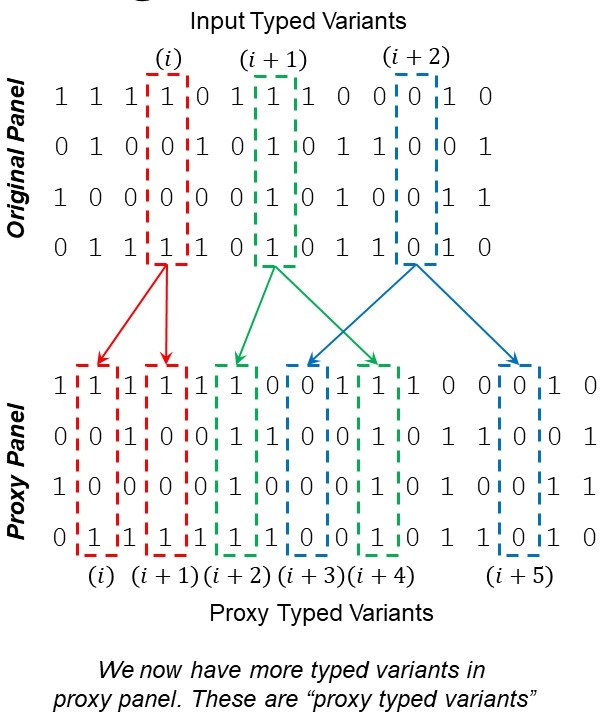 Input Typed Variants
(i) (i + 1) (i + 2)
Original Panel
1 1 1 1 0 1 1 1 0 0 0 1 0
0 1 0 0 1 0 1 0 1 1 0 0 1
1 0 0 0 0 0 1 0 1 0 0 1 1
0 1 1 1 1 0 1 0 1 1 0 1 0
Proxy Panel
1 1 1 1 1 1 0 0 1 1 1 0 0 0 1 0
0 0 1 0 0 1 1 0 0 1 0 1 1 0 0 1
1 0 0 0 0 1 0 0 0 1 0 1 0 0 1 1
0 1 1 1 1 1 1 0 0 1 0 1 1 0 1 0
(i) (i + 1) (i + 2) (i + 3) (i + 4) (i + 5)
Proxy Typed Variants
We now have more typed variants in
proxy panel. These are “proxy typed variants”